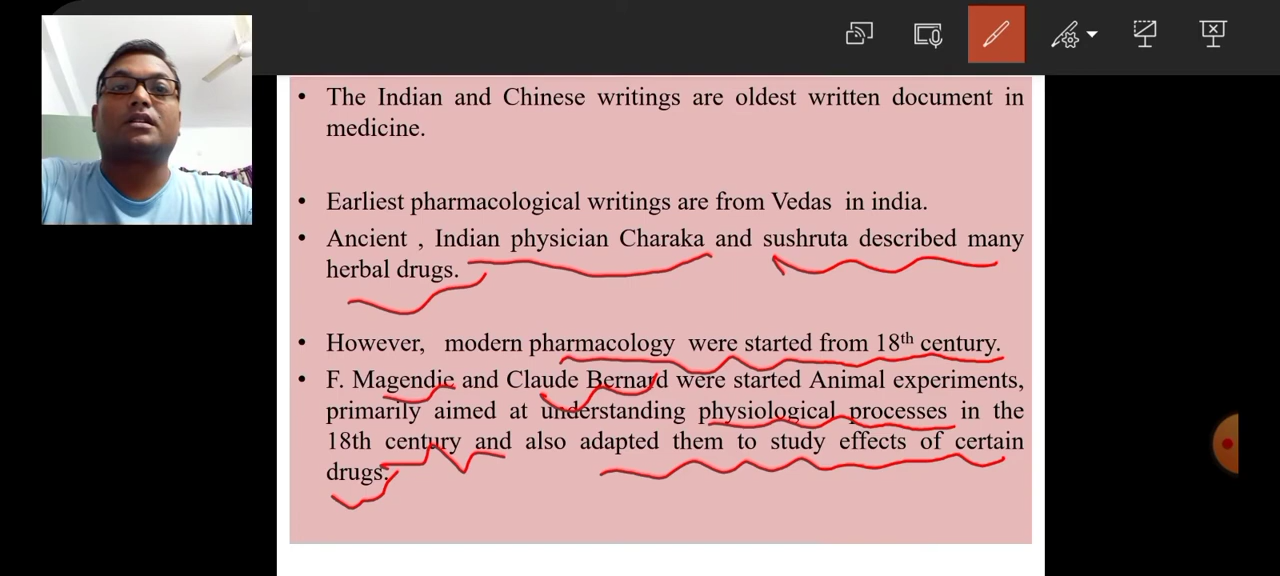 • The Indian and Chinese writings are oldest written document in
medicine.
• Earliest pharmacological writings are from Vedas in india.
• Ancient , Indian physician Charaka and sushruta described many
herbal drugs.
• However, modern pharmacology were started from 18th century.
• F. Magendie and Claude Bernard were started Animal experiments,
primarily aimed at understanding physiological processes in the
18th century and also adapted them to study effects of certain
drugs.